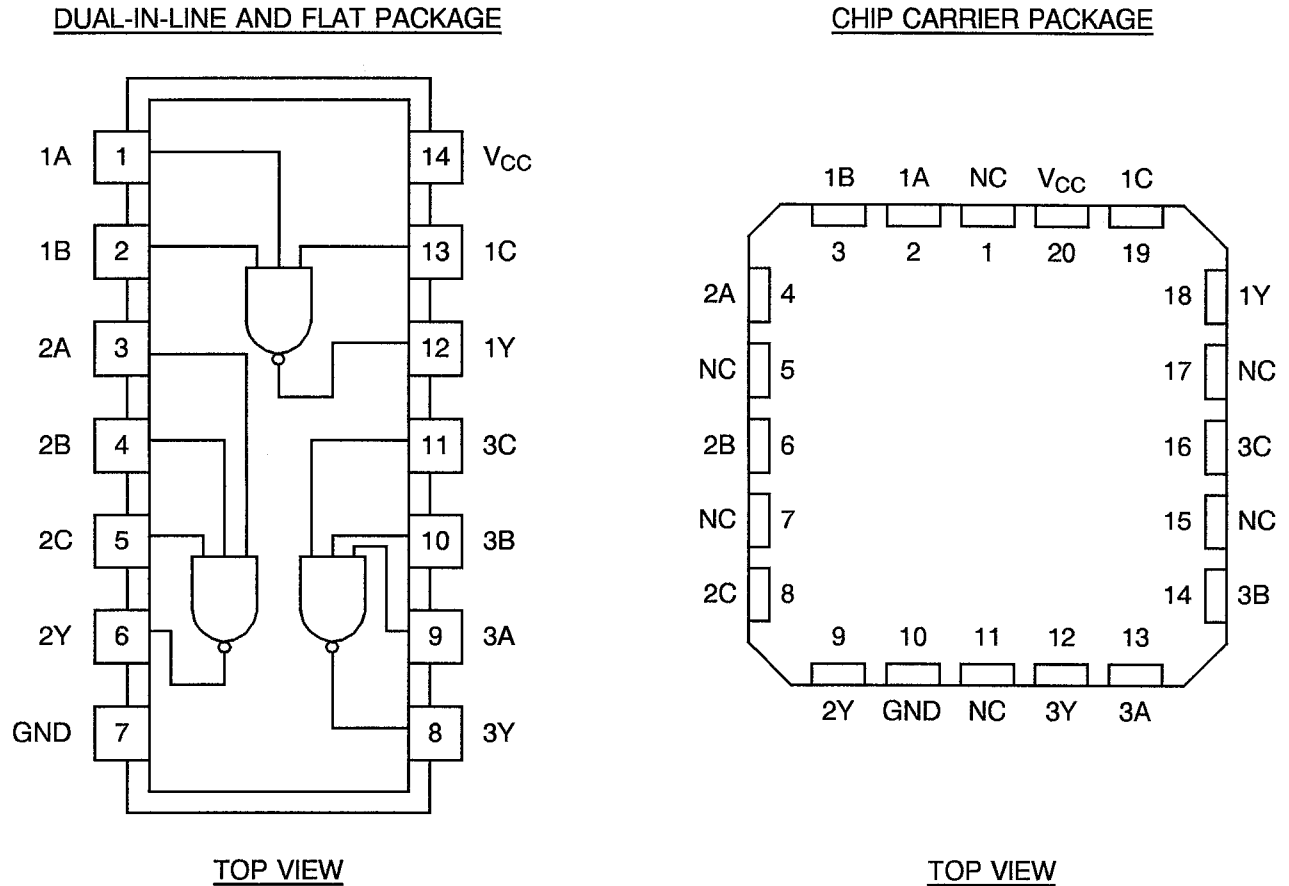 DUAL-IN-LINE AND FLAT PACKAGE
1A 1 14 VCC
1B 2 13 1C
2A 3 12 1Y
2B 4 11 3C
2C 5 10 3B
2Y 6 9 3A
GND 7 8 3Y
TOP VIEW
CHIP CARRIER PACKAGE
1B 1A NC VCC 1C
3 2 1 20 19
2A 4 18 1Y
NC 5 17 NC
2B 6 16 3C
NC 7 15 NC
2C 8 14 3B
9 10 11 12 13
2Y GND NC 3Y 3A
TOP VIEW